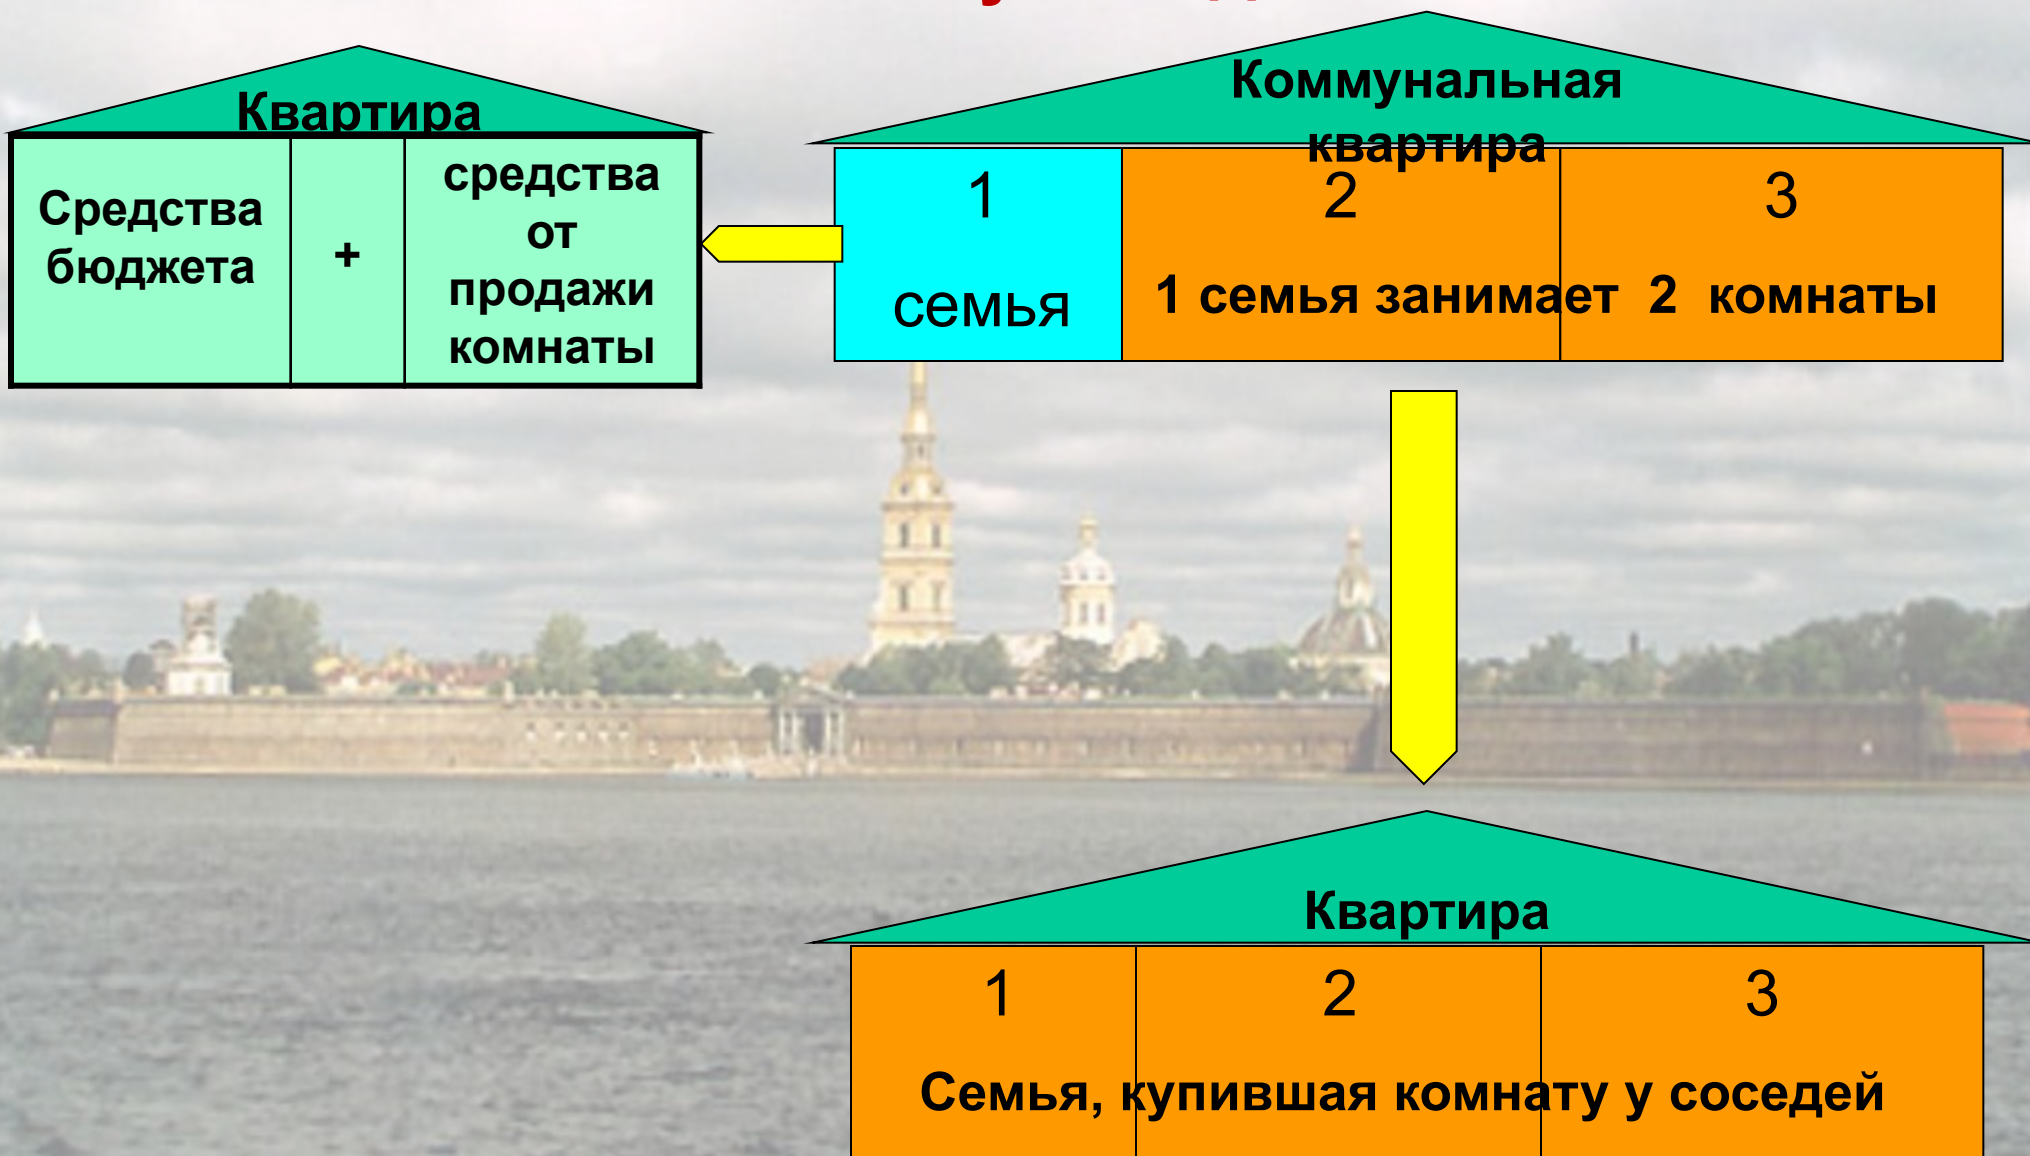 Квартира
Средства
бюджета
+
средства
от
продажи
комнаты
Коммунальная
квартира
1
семья
2
3
1 семья занимает 2 комнаты
Квартира
1
2
3
Семья, купившая комнату у соседей